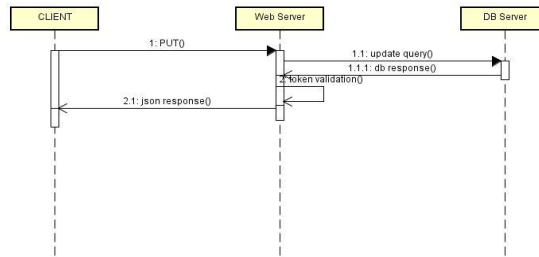 CLIENT
Web Server
DB Server
1: PUT()
1.1: update query()
1.1.1: db response()
2: token validation()
2.1: json response()